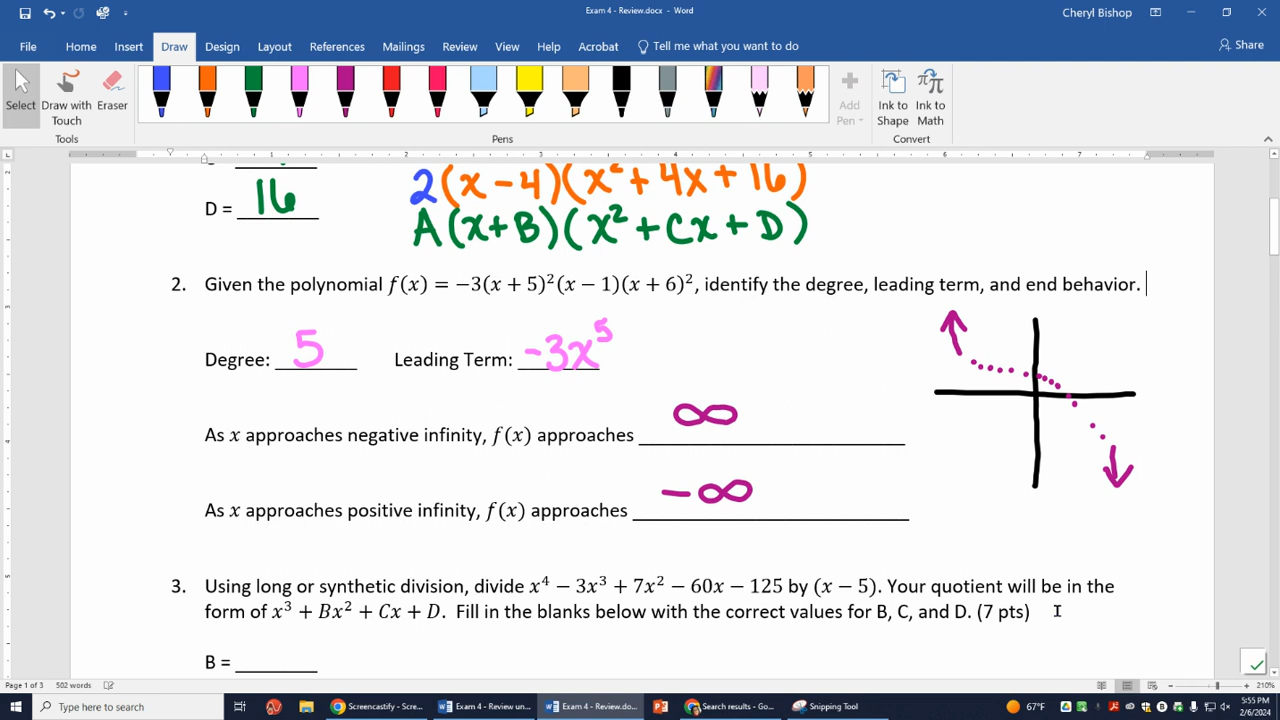 Exam 4 - Review.docx - Word
Cheryl Bishop
File Home Insert Draw Design Layout References Mailings Review View Help Acrobat Tell me what you want to do
Share
Select Draw with Touch Eraser Add Pen Ink to Shape Ink to Math
Tools Pens Convert
1 2 3 4 5 6 7
2(x-4)(x²+4x+16)
D = 16
A(x+B)(x²+Cx+D)
2. Given the polynomial f(x) = −3(x + 5)²(x − 1)(x + 6)², identify the degree, leading term, and end behavior.
Degree: 5 Leading Term: -3x⁵
As x approaches negative infinity, f(x) approaches ∞
As x approaches positive infinity, f(x) approaches -∞
3. Using long or synthetic division, divide x⁴ − 3x³ + 7x² − 60x − 125 by (x − 5). Your quotient will be in the
form of x³ + Bx² + Cx + D. Fill in the blanks below with the correct values for B, C, and D. (7 pts)
B = ________
Page 1 of 3 502 words 210%
Type here to search Screencastify - Scre... Exam 4 - Review un... Exam 4 - Review.do... Search results - Go... Snipping Tool 67°F 5:55 PM
2/6/2024